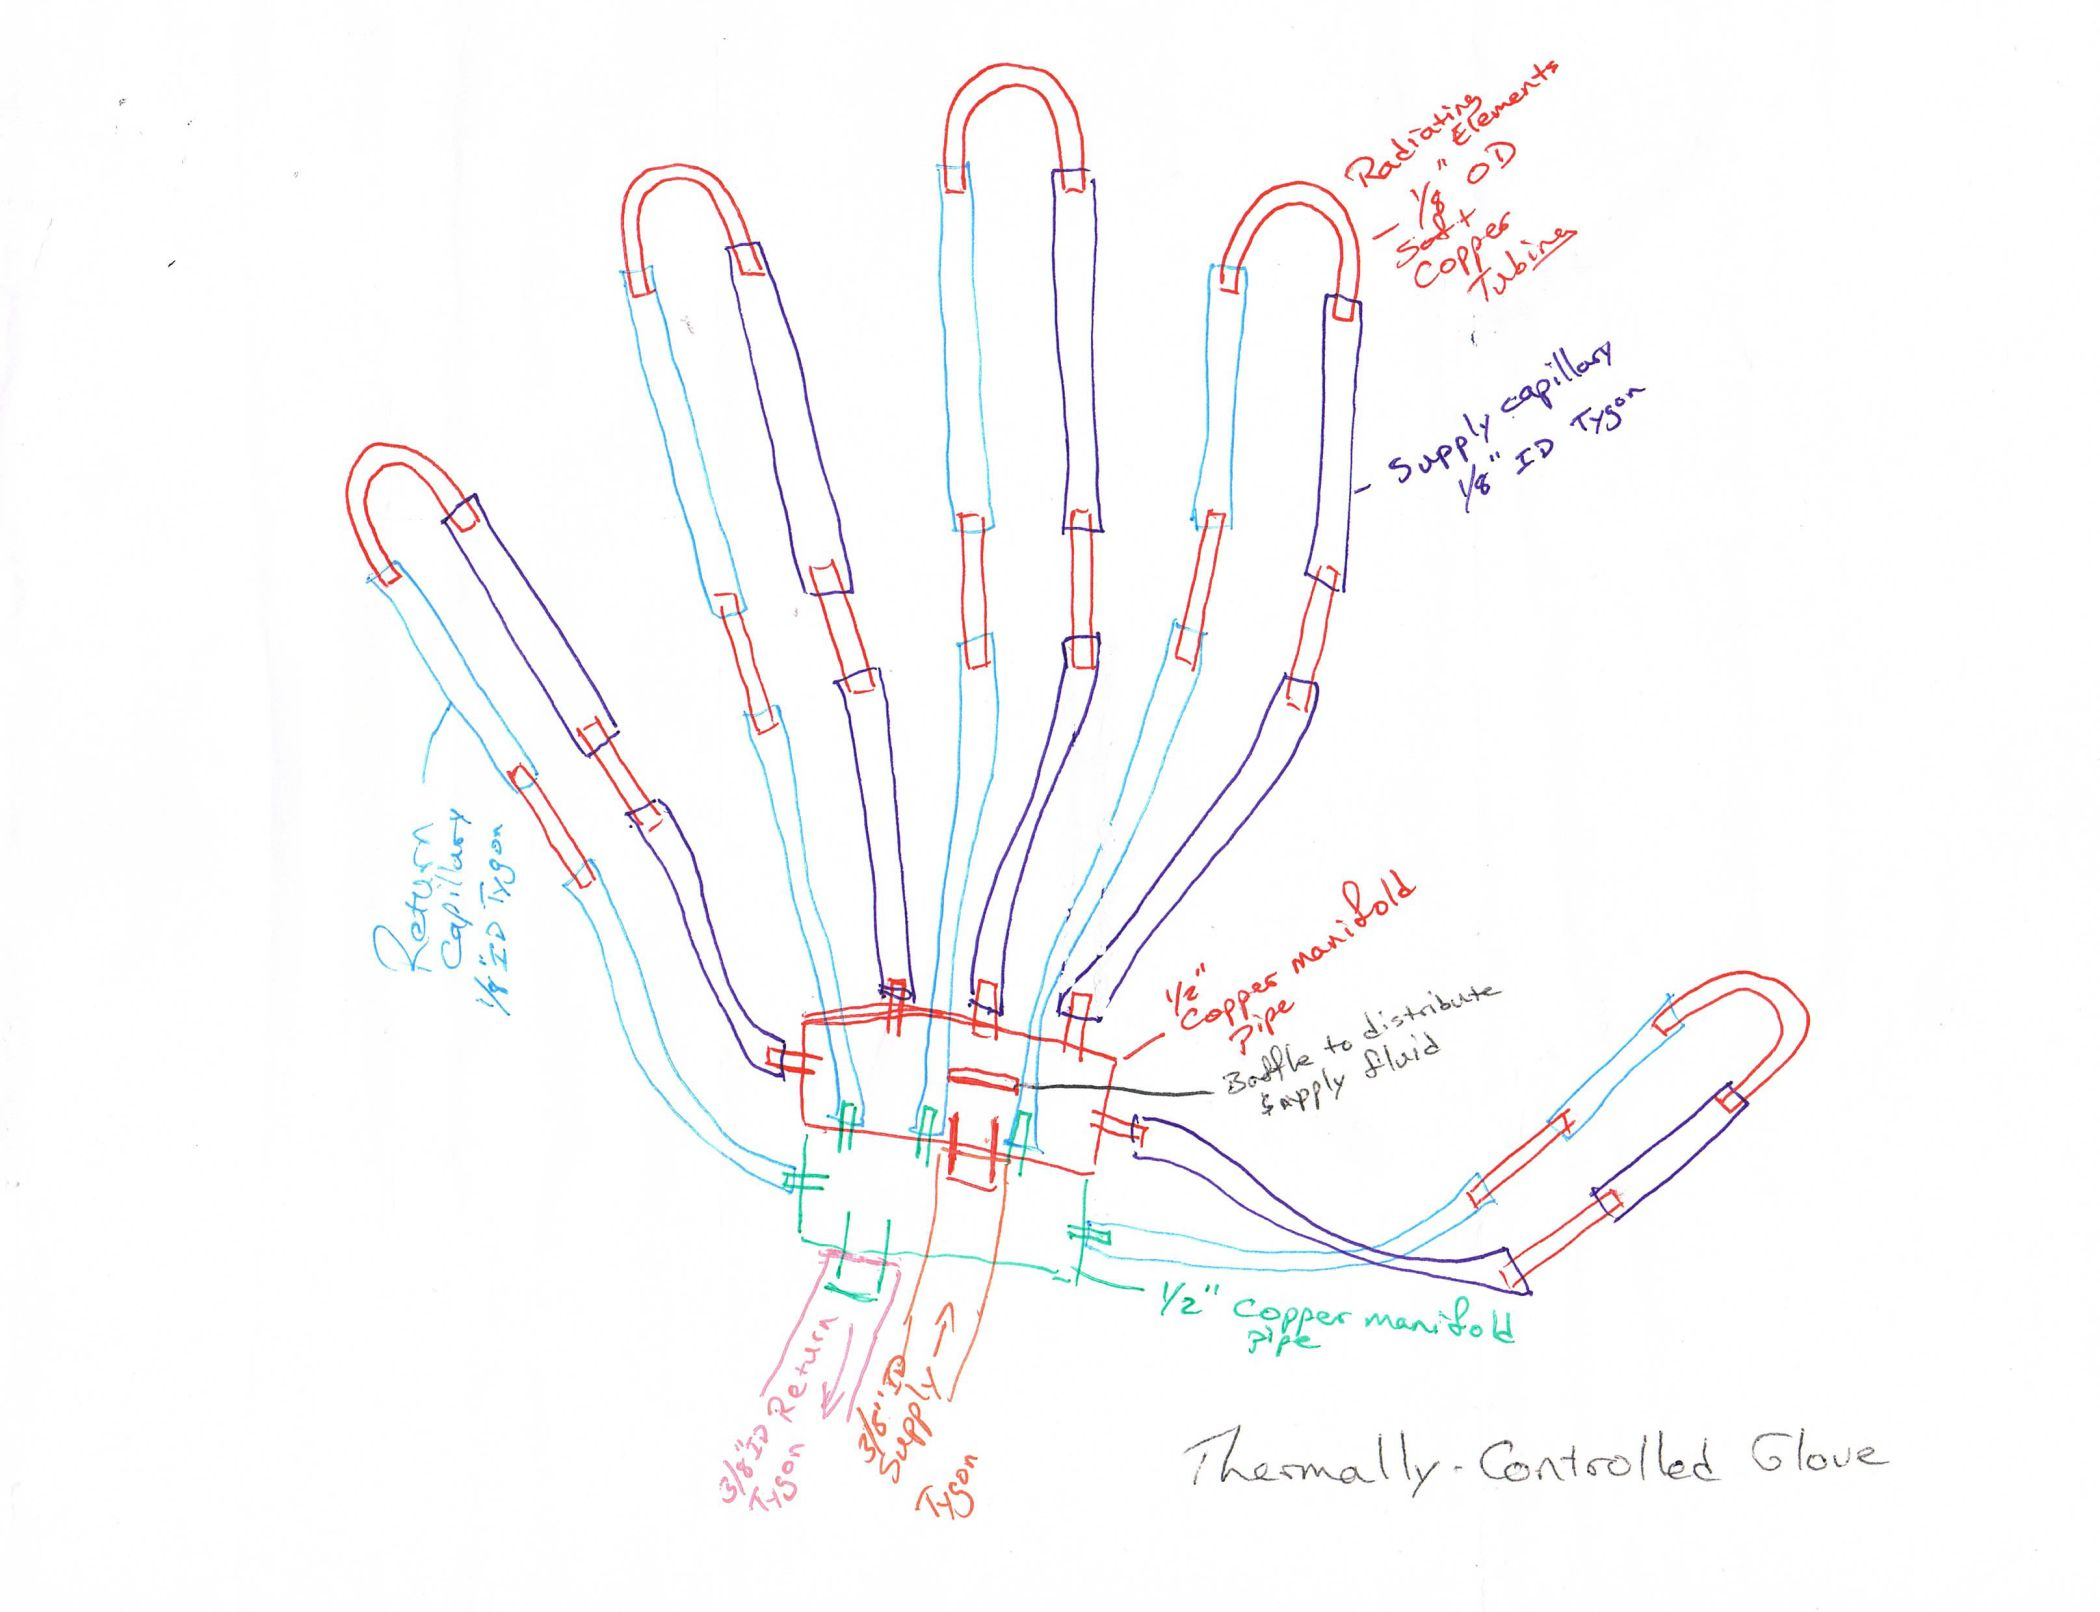 Radiating
Elements
- 1/8" OD
Soft
Copper
Tubing
- Supply capillary
1/8" ID Tygon
Return
Capillary
1/8" ID Tygon
1/2"
Copper manifold
Pipe
Baffle to distribute
supply fluid
1/2" Copper manifold
Pipe
3/8" ID Return
Tygon
3/8" ID
Supply
Tygon
Thermally-Controlled Glove